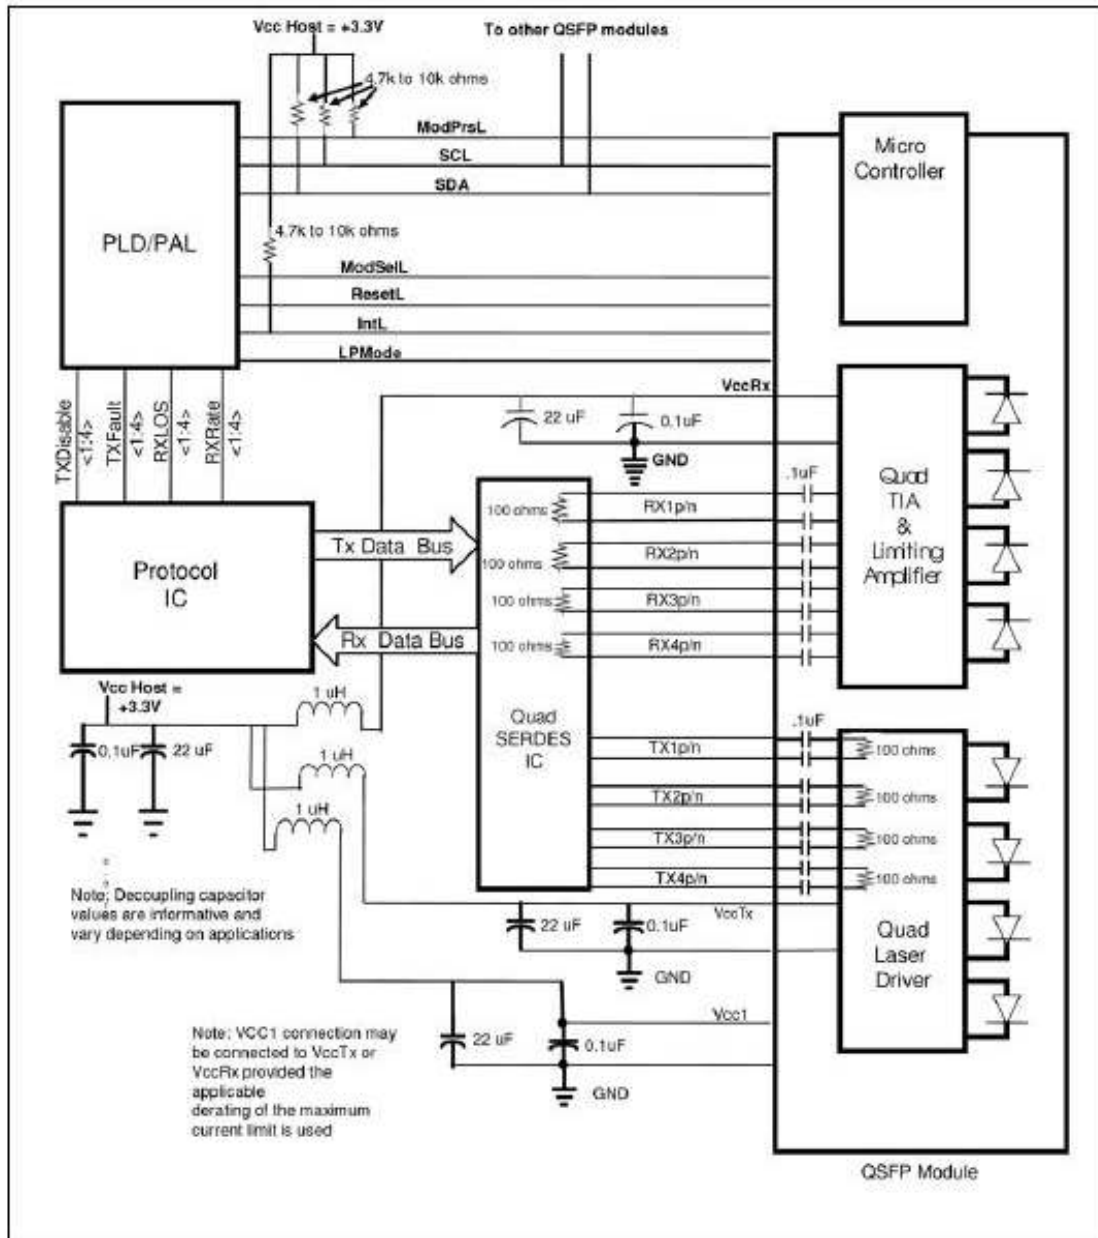 Vcc Host = +3.3V
To other QSFP modules
4.7k to 10k ohms
ModPrsL
SCL
SDA
Micro
Controller
PLD/PAL
4.7k to 10k ohms
ModSelL
ResetL
IntL
LPMode
TXDisable
<1:4>
TXFault
<1:4>
RXLOS
<1:4>
RXRate
<1:4>
VccRx
22 uF
0.1uF
GND
Quad
TIA
&
Limiting
Amplifier
.1uF
100 ohms
RX1p/n
100 ohms
RX2p/n
100 ohms
RX3p/n
100 ohms
RX4p/n
Tx Data Bus
Protocol
IC
Rx Data Bus
Vcc Host =
+3.3V
0.1uF
22 uF
1 uH
1 uH
1 uH
Quad
SERDES
IC
.1uF
TX1p/n
100 ohms
TX2p/n
100 ohms
TX3p/n
100 ohms
TX4p/n
100 ohms
Note: Decoupling capacitor
values are informative and
vary depending on applications
VccTx
22 uF
0.1uF
GND
Quad
Laser
Driver
Vcc1
22 uF
0.1uF
GND
Note: VCC1 connection may
be connected to VccTx or
VccRx provided the
applicable
derating of the maximum
current limit is used
QSFP Module